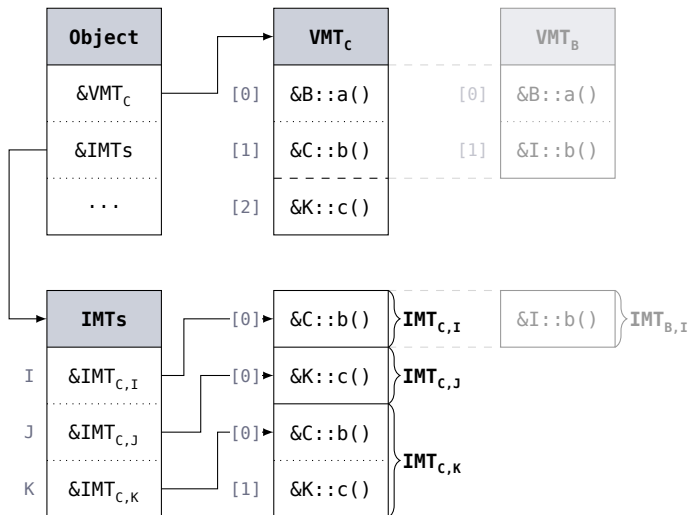 Object VMT_C VMT_B
&VMT_C [0] &B::a() [0] &B::a()
&IMTs [1] &C::b() [1] &I::b()
... [2] &K::c()
IMTs [0] &C::b() IMT_C,I &I::b() IMT_B,I
I &IMT_C,I [0] &K::c() IMT_C,J
J &IMT_C,J [0] &C::b()
IMT_C,K
K &IMT_C,K [1] &K::c()